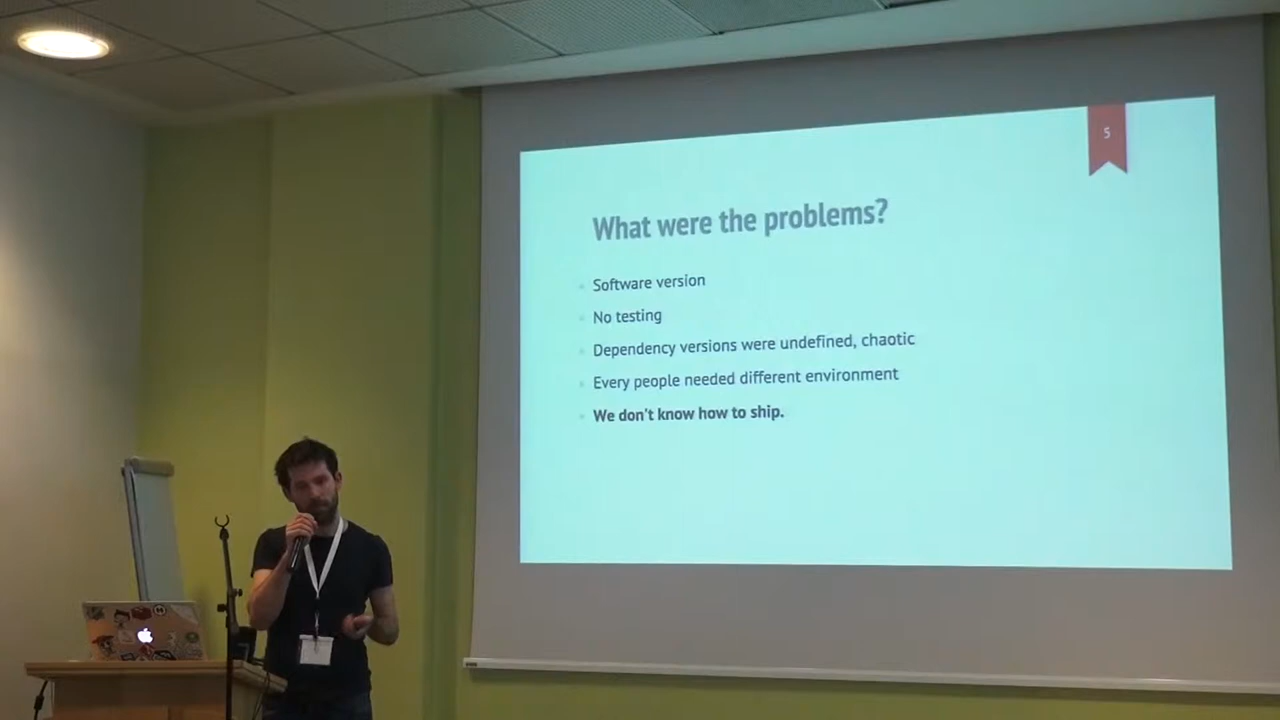 5
What were the problems?
Software version
No testing
Dependency versions were undefined, chaotic
Every people needed different environment
We don't know how to ship.